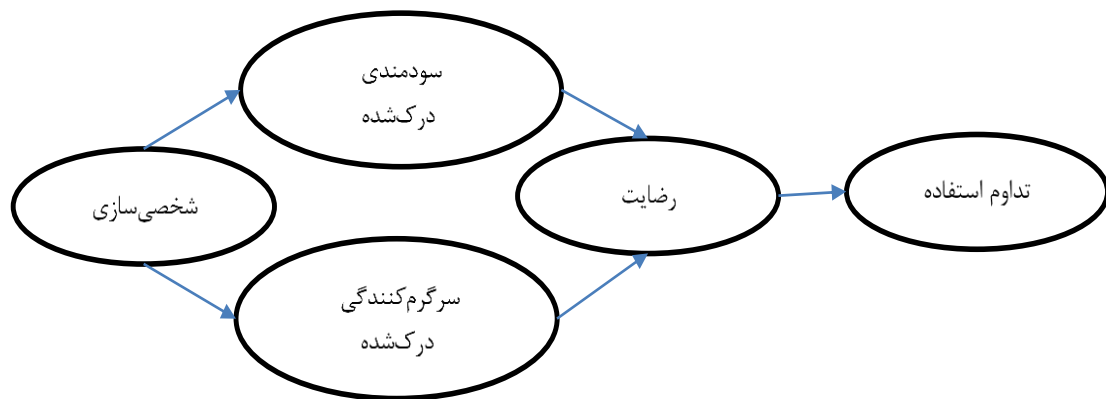 سودمندی
درک‌شده
شخصی‌سازی
رضایت
تداوم استفاده
سرگرم‌کنندگی
درک‌شده